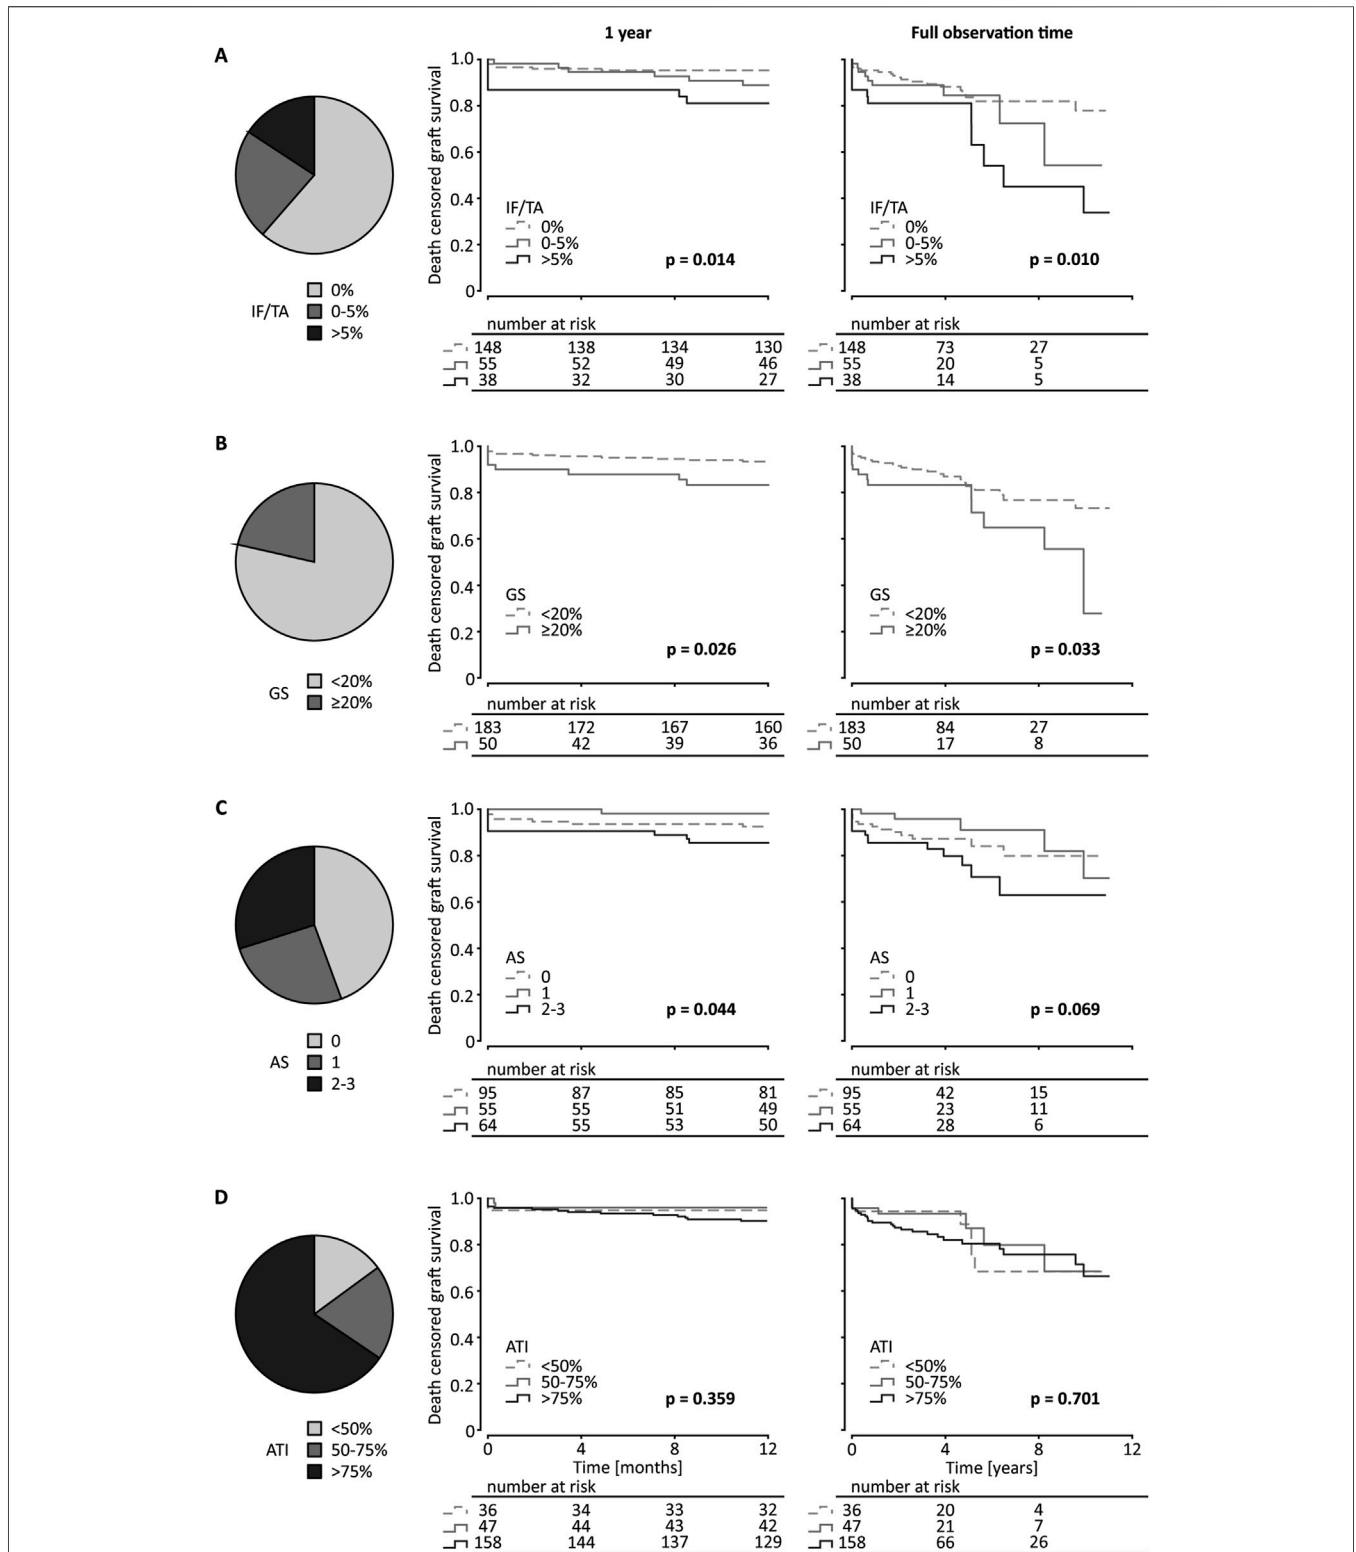 1 year
Full observation time
A
0%
IF/TA
0-5%
>5%
Death censored graft survival
1.0
0.8
0.6
0.4
0.2
0
IF/TA
0%
0-5%
>5%
p = 0.014
number at risk
148 138 134 130
55 52 49 46
38 32 30 27
IF/TA
0%
0-5%
>5%
p = 0.010
number at risk
148 73 27
55 20 5
38 14 5
B
<20%
GS
≥20%
Death censored graft survival
1.0
0.8
0.6
0.4
0.2
0
GS
<20%
≥20%
p = 0.026
number at risk
183 172 167 160
50 42 39 36
GS
<20%
≥20%
p = 0.033
number at risk
183 84 27
50 17 8
C
0
AS
1
2-3
Death censored graft survival
1.0
0.8
0.6
0.4
0.2
0
AS
0
1
2-3
p = 0.044
number at risk
95 87 85 81
55 55 51 49
64 55 53 50
AS
0
1
2-3
p = 0.069
number at risk
95 42 15
55 23 11
64 28 6
D
<50%
ATI
50-75%
>75%
Death censored graft survival
1.0
0.8
0.6
0.4
0.2
0
ATI
<50%
50-75%
>75%
p = 0.359
0 4 8 12
Time [months]
number at risk
36 34 33 32
47 44 43 42
158 144 137 129
ATI
<50%
50-75%
>75%
p = 0.701
0 4 8 12
Time [years]
number at risk
36 20 4
47 21 7
158 66 26